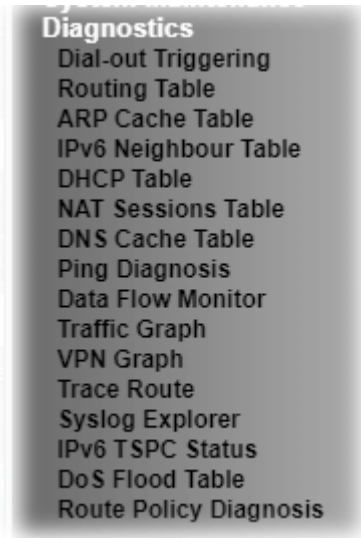 Diagnostics
Dial-out Triggering
Routing Table
ARP Cache Table
IPv6 Neighbour Table
DHCP Table
NAT Sessions Table
DNS Cache Table
Ping Diagnosis
Data Flow Monitor
Traffic Graph
VPN Graph
Trace Route
Syslog Explorer
IPv6 TSPC Status
DoS Flood Table
Route Policy Diagnosis